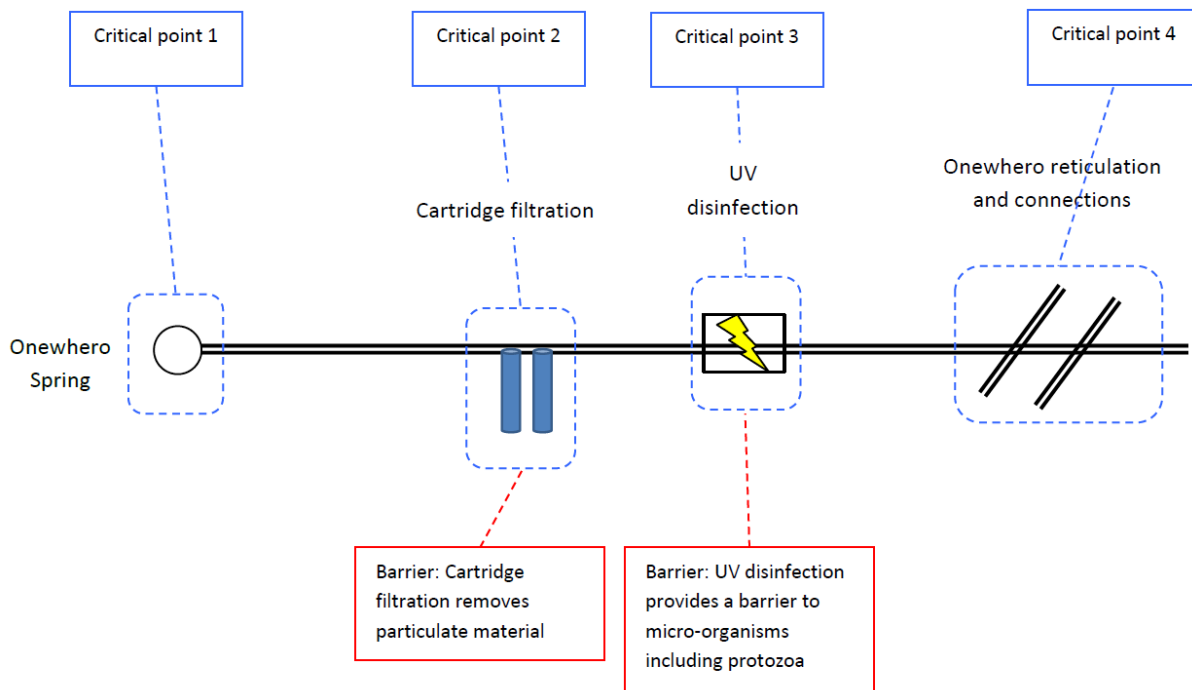 Critical point 1
Critical point 2
Critical point 3
Critical point 4
Cartridge filtration
UV
disinfection
Onewhero reticulation
and connections
Onewhero
Spring
Barrier: Cartridge
filtration removes
particulate material
Barrier: UV disinfection
provides a barrier to
micro-organisms
including protozoa